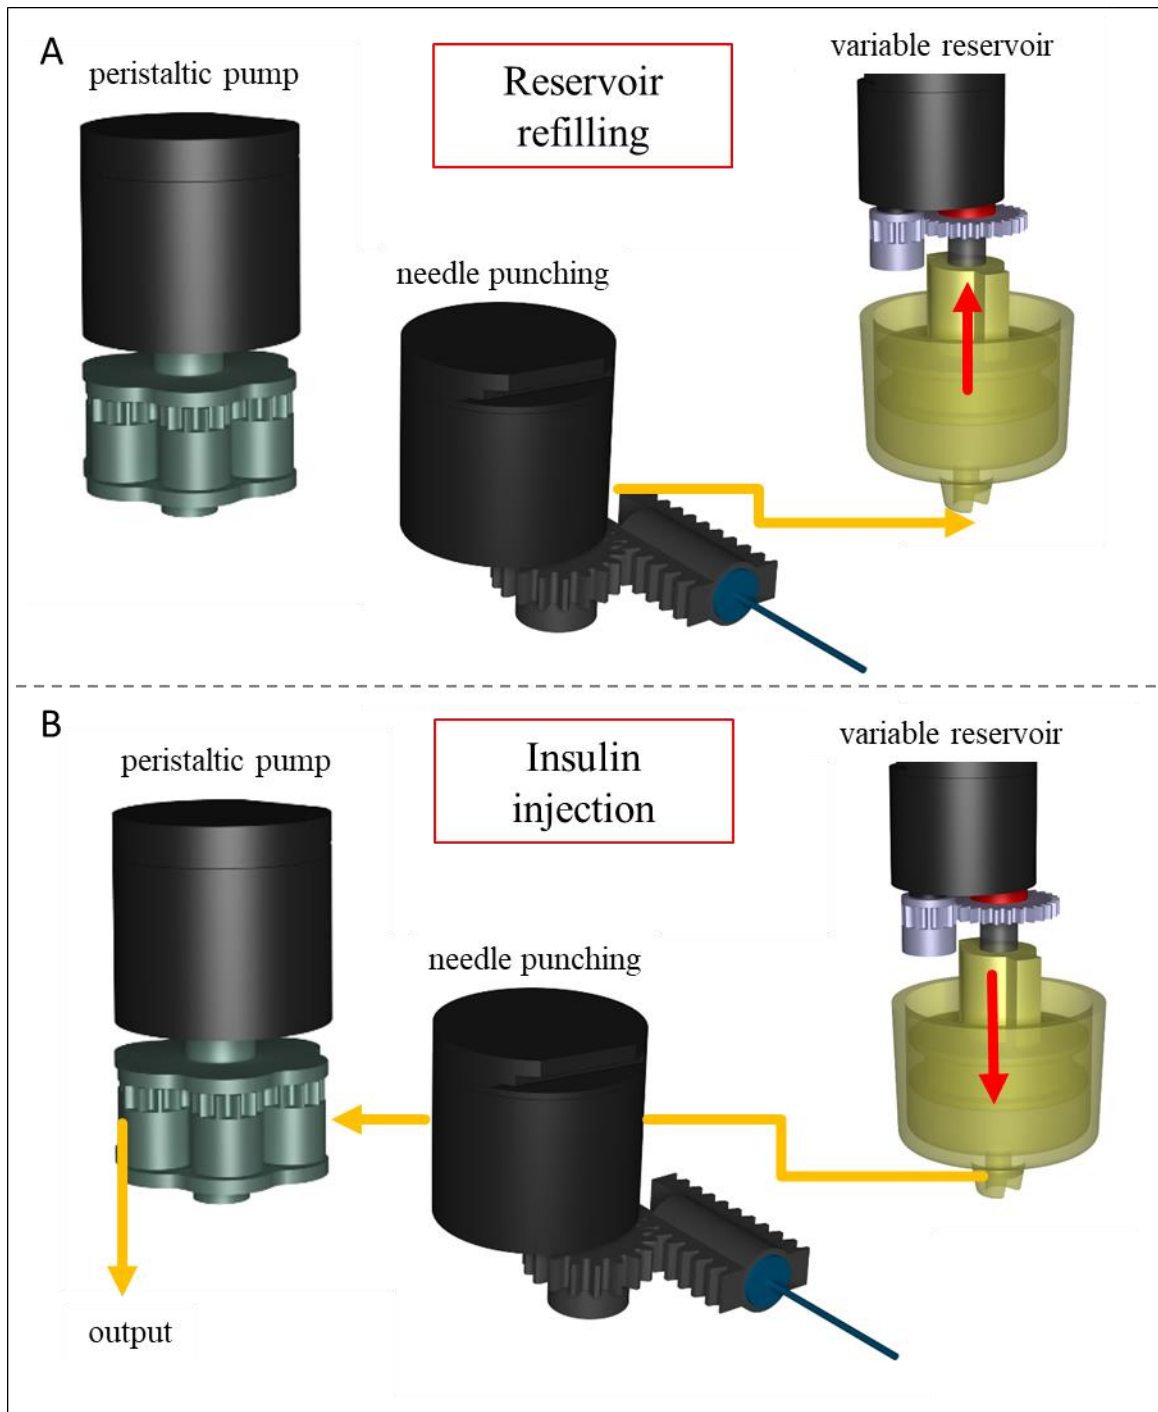 A
peristaltic pump
Reservoir
refilling
variable reservoir
needle punching
B
peristaltic pump
Insulin
injection
variable reservoir
needle punching
output